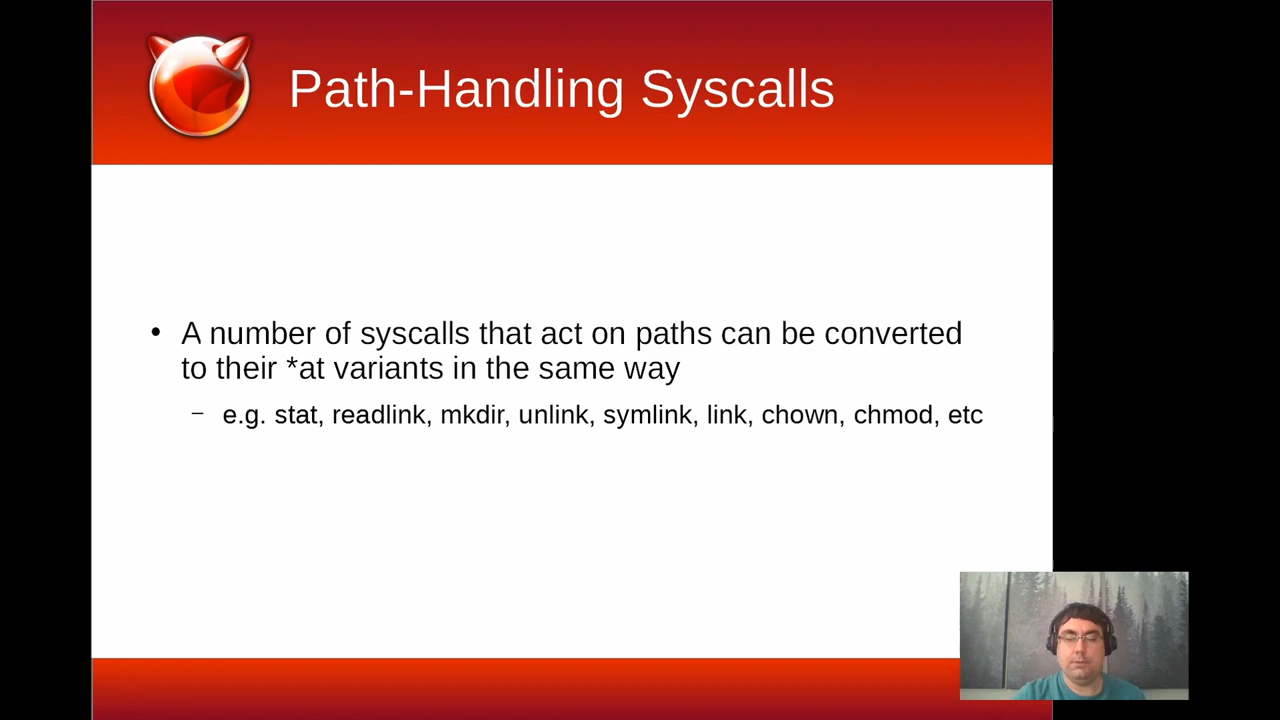 Path-Handling Syscalls
• A number of syscalls that act on paths can be converted
to their *at variants in the same way
– e.g. stat, readlink, mkdir, unlink, symlink, link, chown, chmod, etc